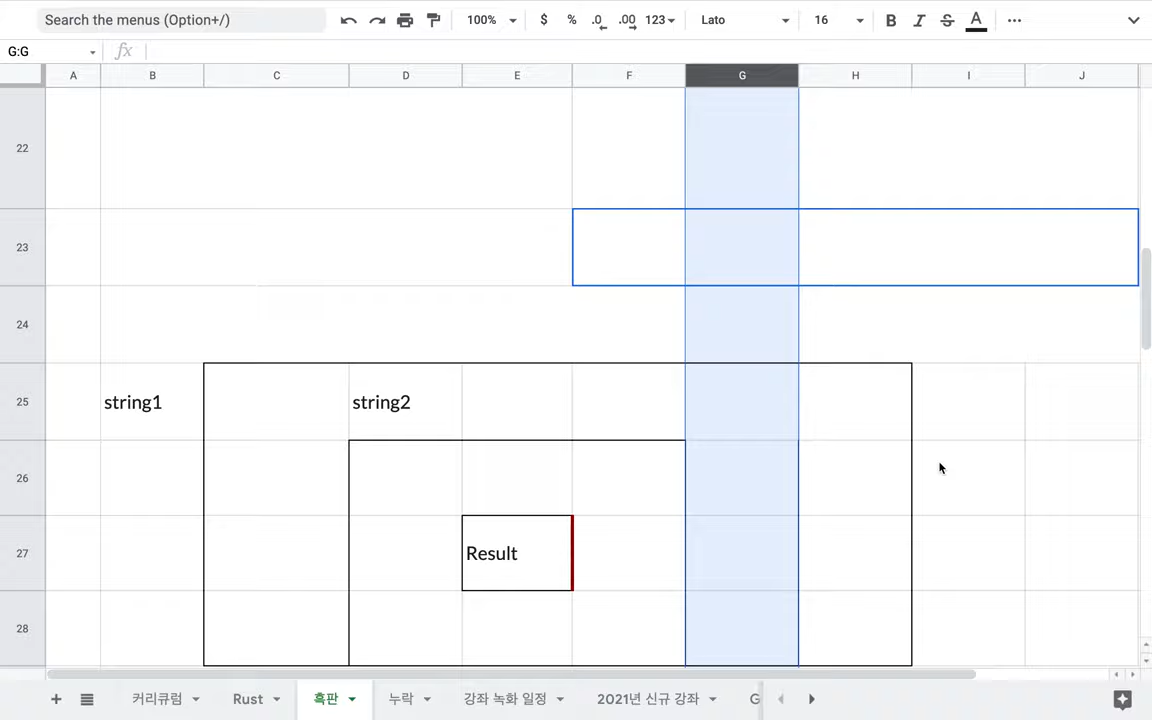 Search the menus (Option+/)
100%
$ % .0 .00 123
Lato
16
B I S A
G:G
fx
A B C D E F G H I J
22
23
24
25 string1 string2
26
27 Result
28
커리큘럼 Rust 흑판 누락 강좌 녹화 일정 2021년 신규 강좌 G